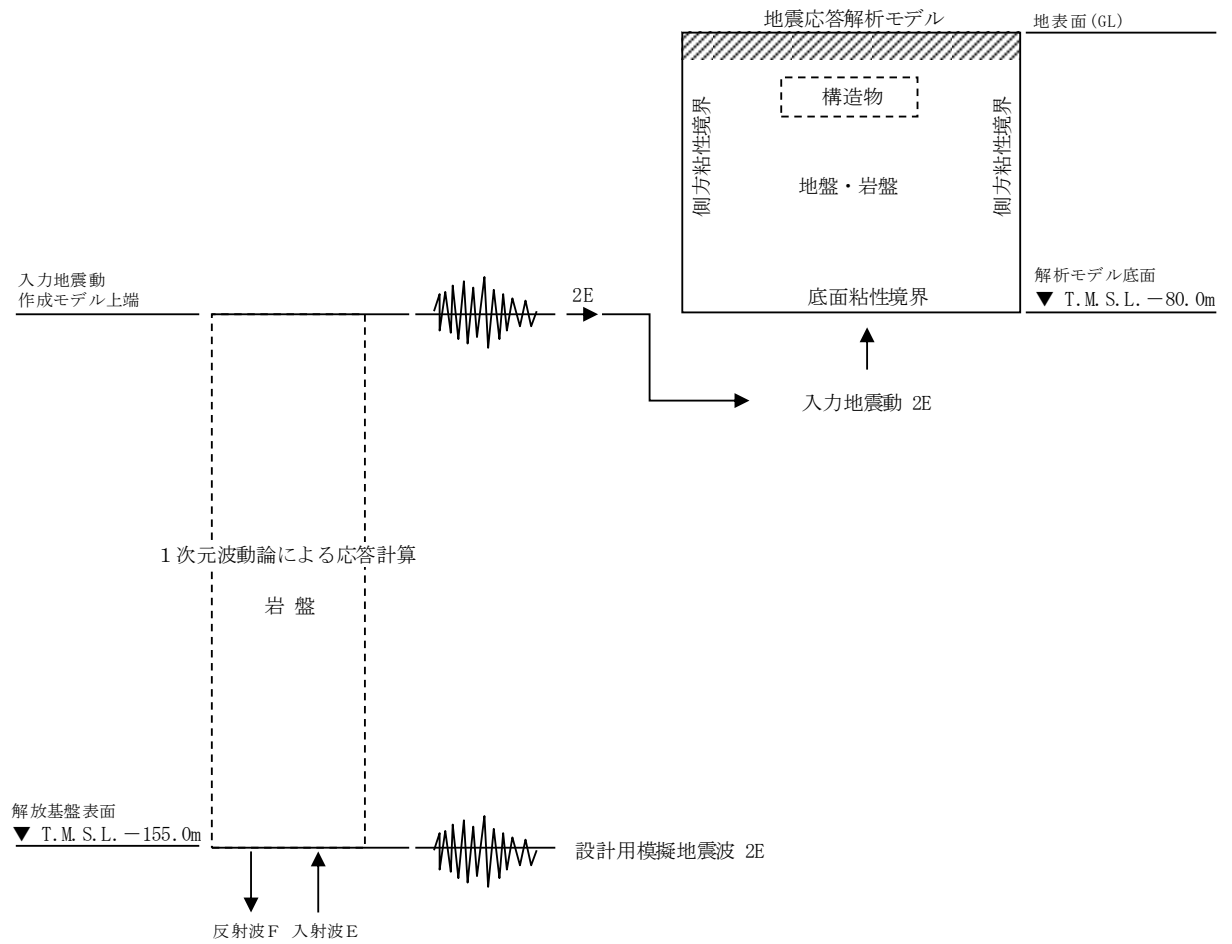 地震応答解析モデル
地表面(GL)
構造物
側方粘性境界
側方粘性境界
地盤・岩盤
入力地震動
作成モデル上端
2E
底面粘性境界
解析モデル底面
▼ T.M.S.L.－80.0m
入力地震動 2E
1次元波動論による応答計算
岩 盤
解放基盤表面
▼ T.M.S.L.－155.0m
設計用模擬地震波 2E
反射波F 入射波E